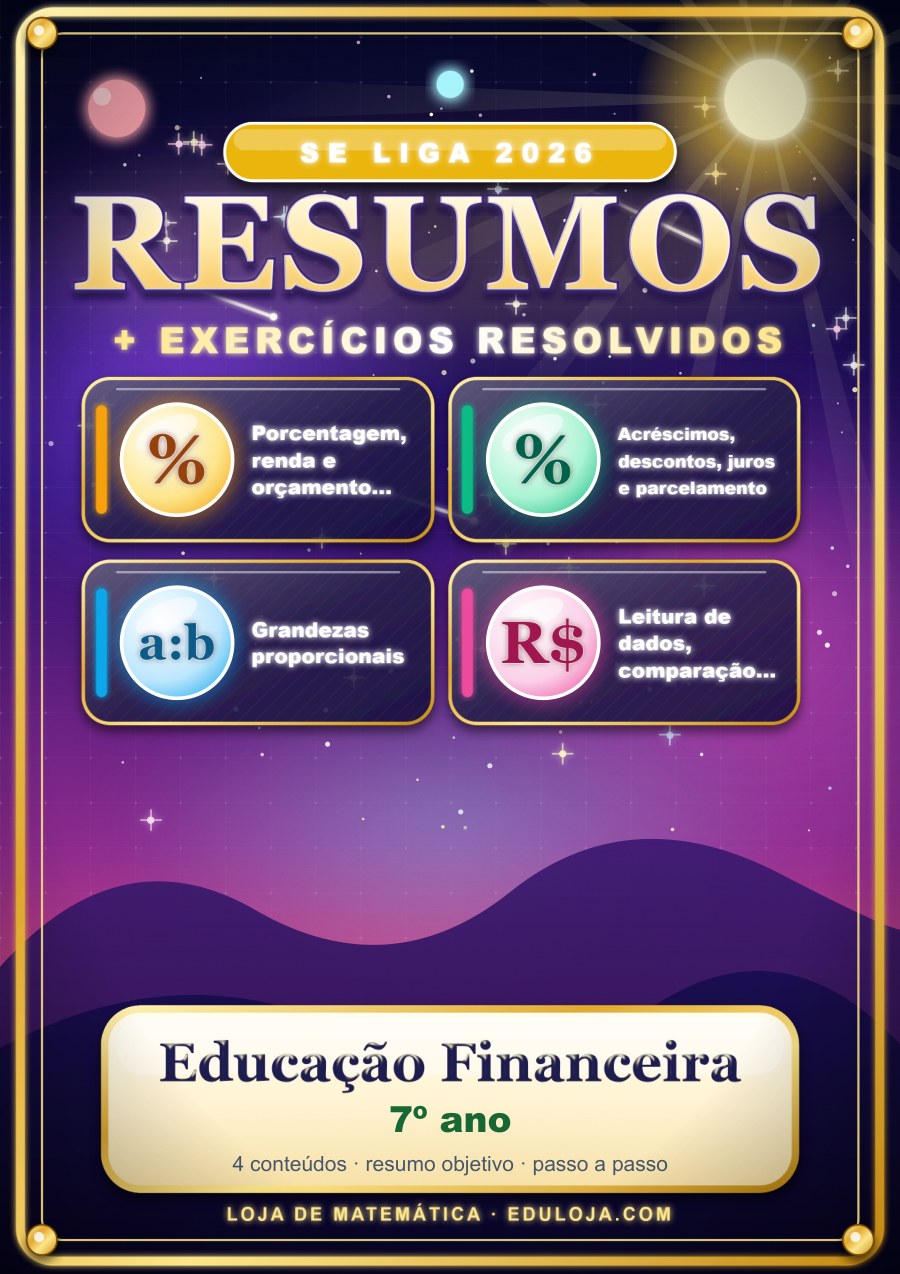 SE LIGA 2026
RESUMOS
+ EXERCÍCIOS RESOLVIDOS
%
Porcentagem,
renda e
orçamento...
%
Acréscimos,
descontos, juros
e parcelamento
a:b
Grandezas
proporcionais
R$
Leitura de
dados,
comparação...
Educação Financeira
7º ano
4 conteúdos · resumo objetivo · passo a passo
LOJA DE MATEMÁTICA · EDULOJA.COM